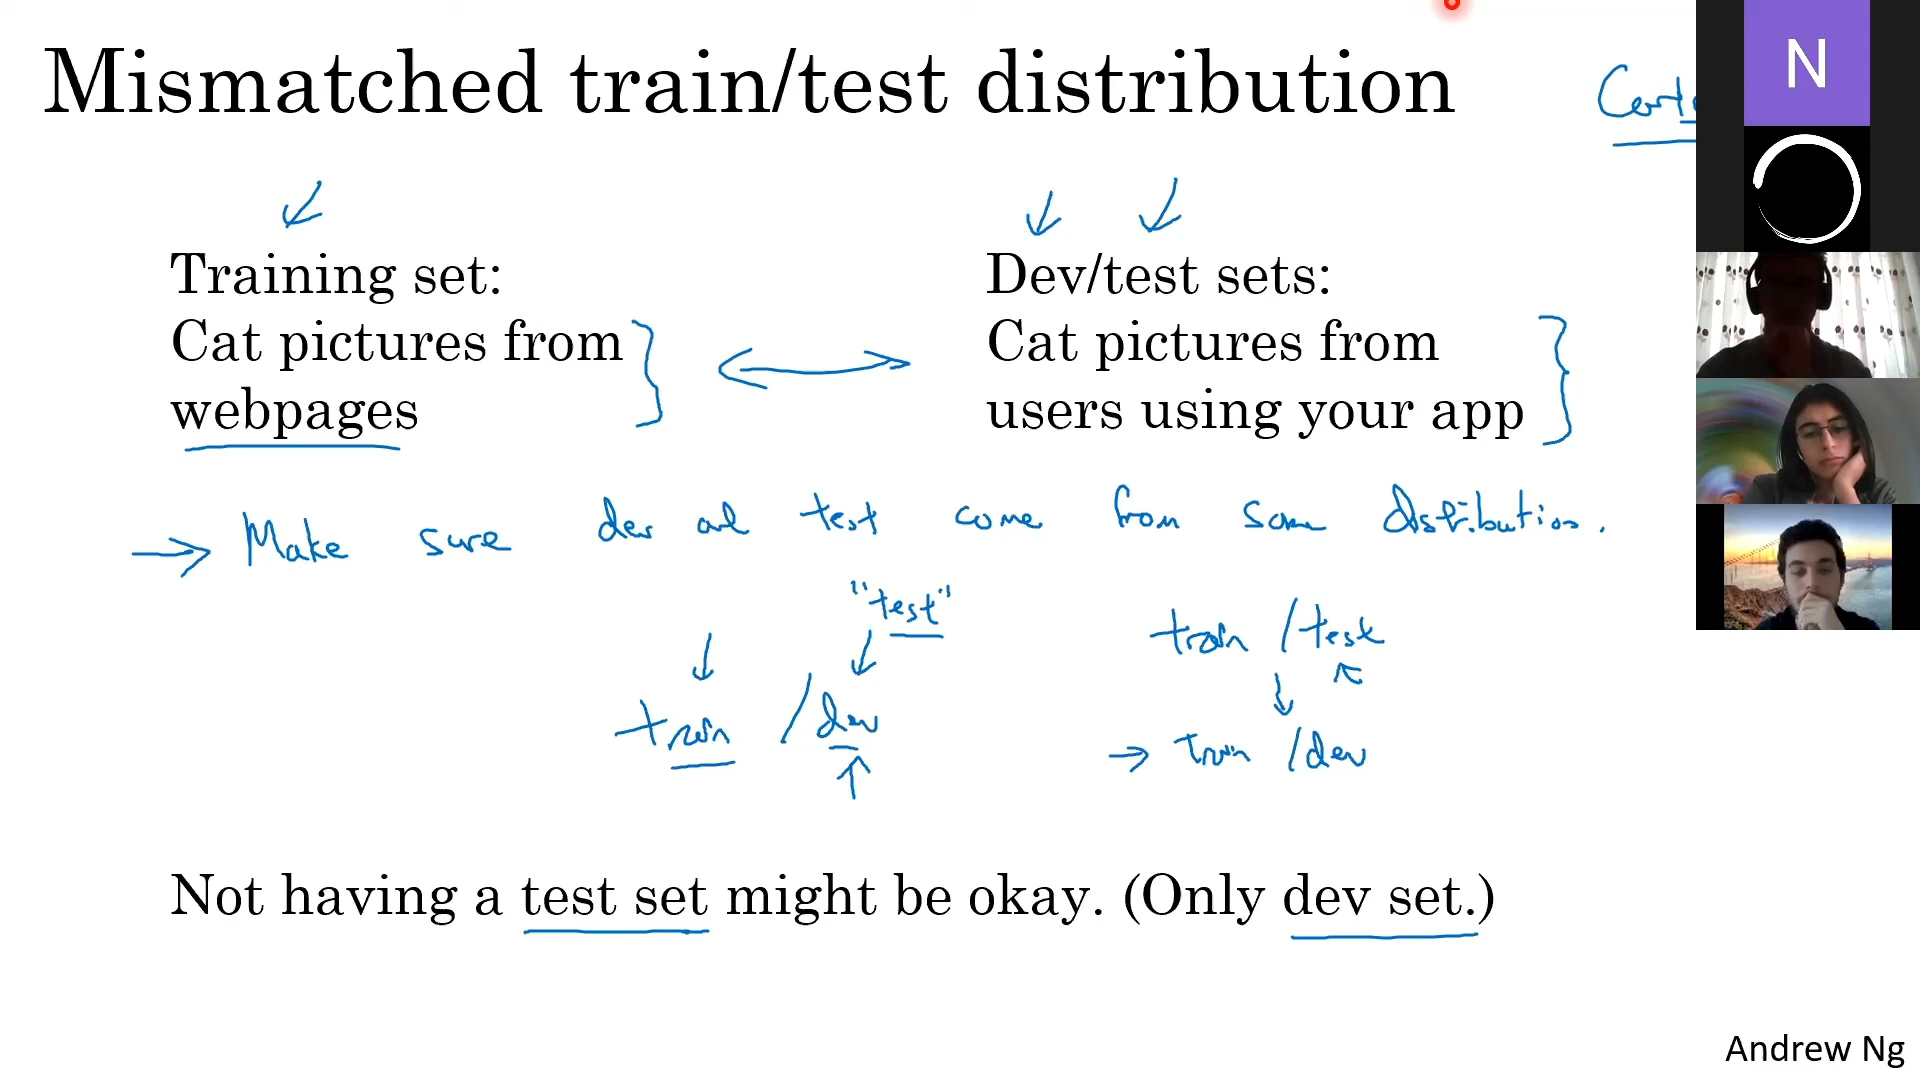 Mismatched train/test distribution
N
Training set:
Cat pictures from
webpages
Dev/test sets:
Cat pictures from
users using your app
Make sure dev and test come from same distribution.
"test"
train / dev
train / test
train / dev
Not having a test set might be okay. (Only dev set.)
Andrew Ng